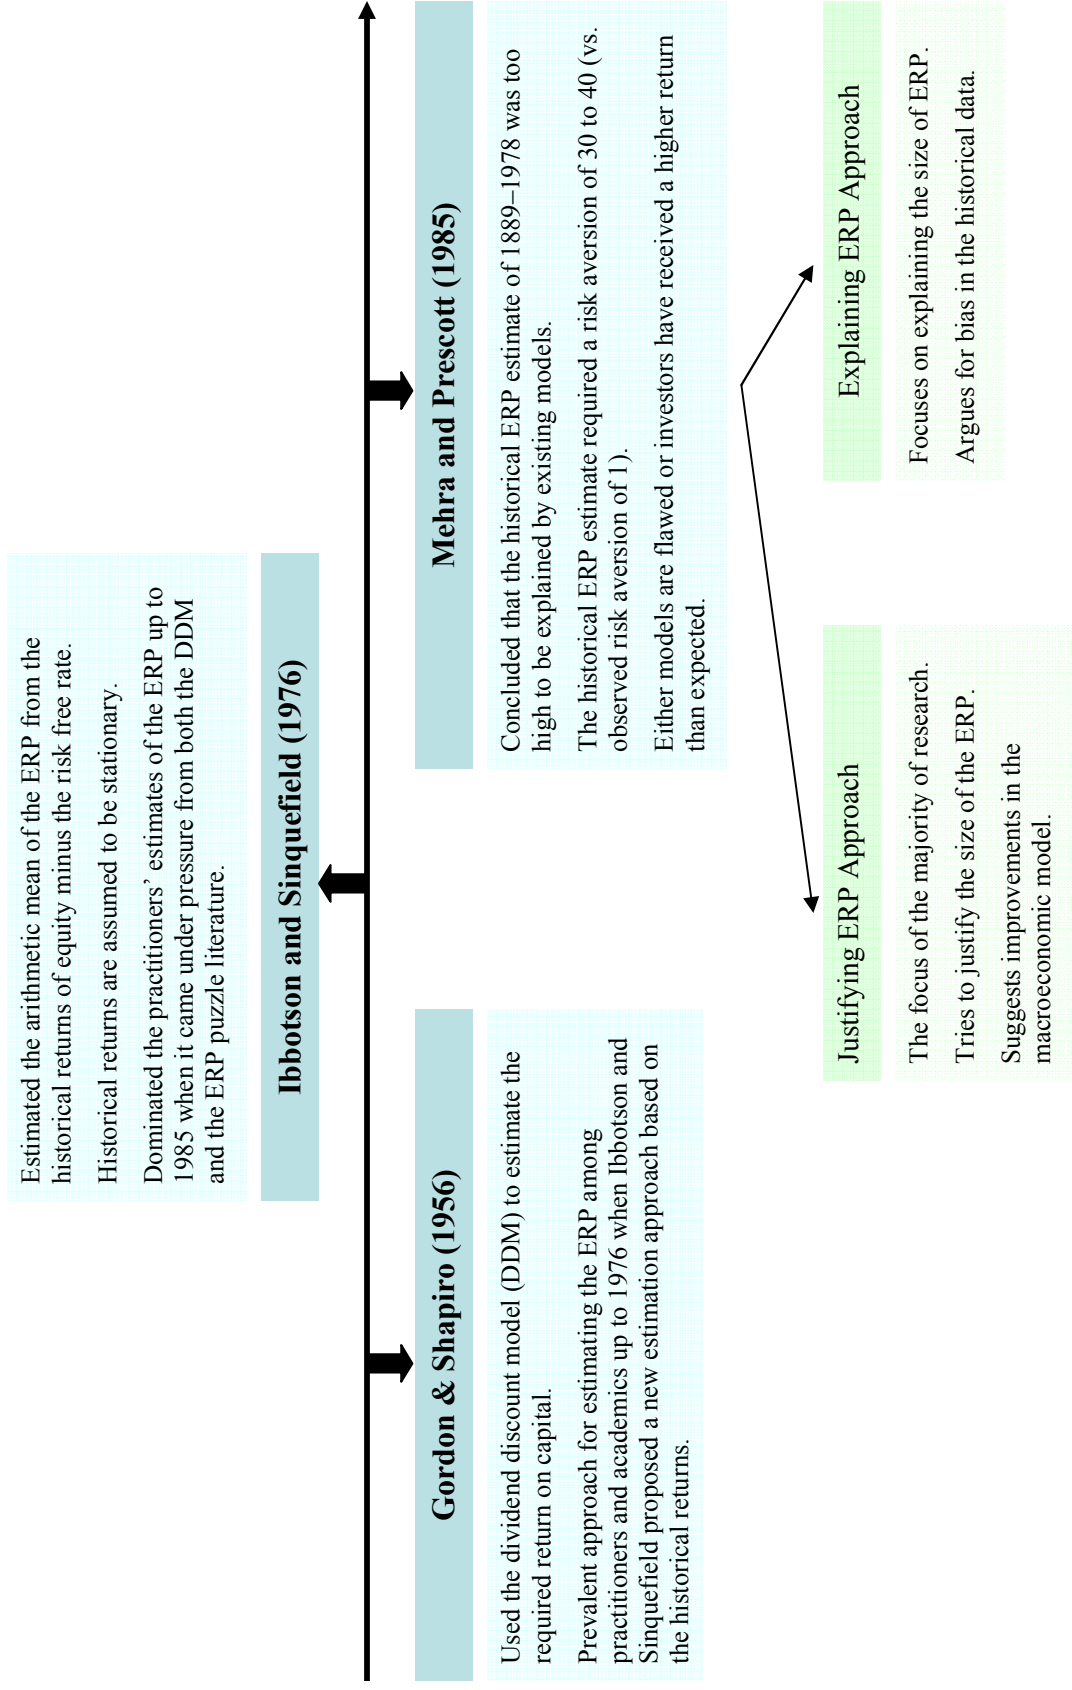 Gordon & Shapiro (1956)
Used the dividend discount model (DDM) to estimate the
required return on capital.
Prevalent approach for estimating the ERP among
practitioners and academics up to 1976 when Ibbotson and
Sinquefield proposed a new estimation approach based on
the historical returns.
Estimated the arithmetic mean of the ERP from the
historical returns of equity minus the risk free rate.
Historical returns are assumed to be stationary.
Dominated the practitioners’ estimates of the ERP up to
1985 when it came under pressure from both the DDM
and the ERP puzzle literature.
Ibbotson and Sinquefield (1976)
Mehra and Prescott (1985)
Concluded that the historical ERP estimate of 1889–1978 was too
high to be explained by existing models.
The historical ERP estimate required a risk aversion of 30 to 40 (vs.
observed risk aversion of 1).
Either models are flawed or investors have received a higher return
than expected.
Justifying ERP Approach
The focus of the majority of research.
Tries to justify the size of the ERP.
Suggests improvements in the
macroeconomic model.
Explaining ERP Approach
Focuses on explaining the size of ERP.
Argues for bias in the historical data.